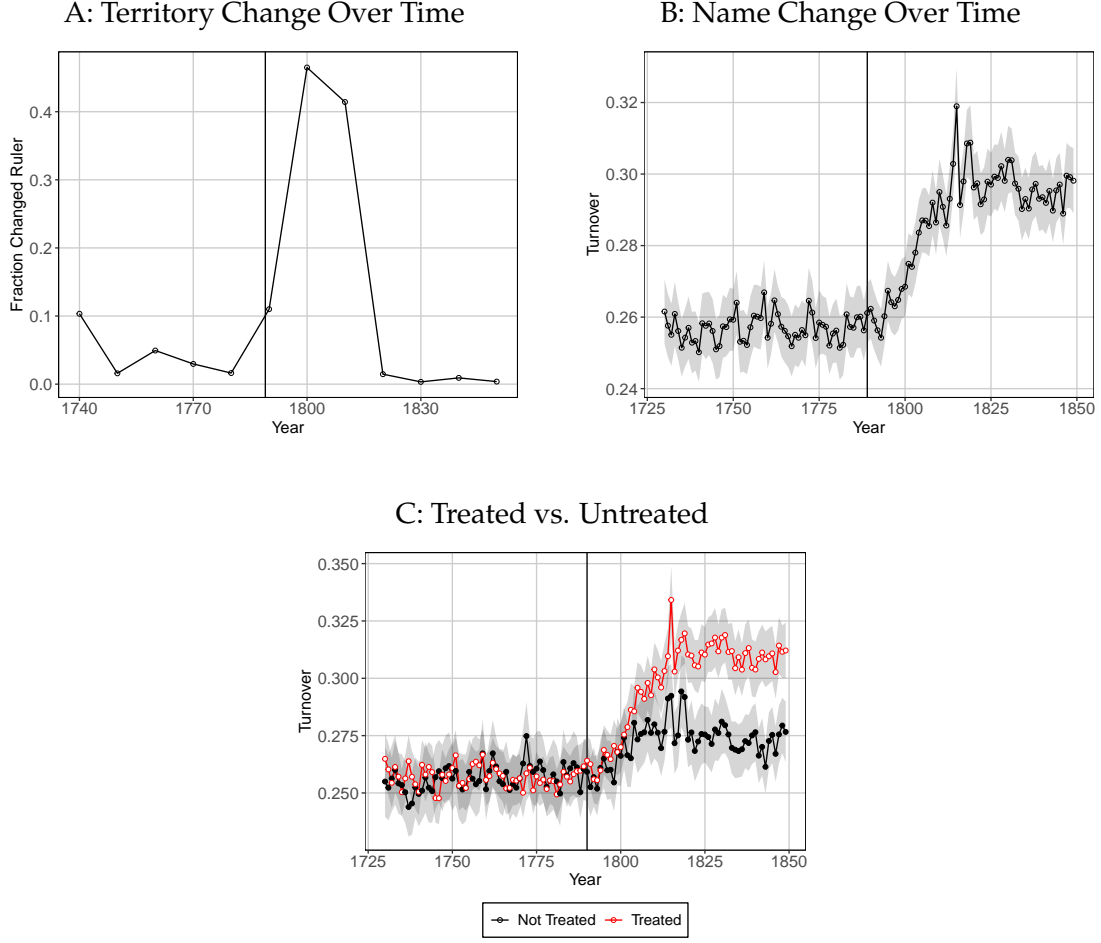 A: Territory Change Over Time
0.4
0.3
0.2
0.1
0.0
Fraction Changed Ruler
1740 1770 1800 1830
Year
B: Name Change Over Time
0.32
0.30
0.28
0.26
0.24
Turnover
1725 1750 1775 1800 1825 1850
Year
C: Treated vs. Untreated
0.350
0.325
0.300
0.275
0.250
Turnover
1725 1750 1775 1800 1825 1850
Year
Not Treated Treated